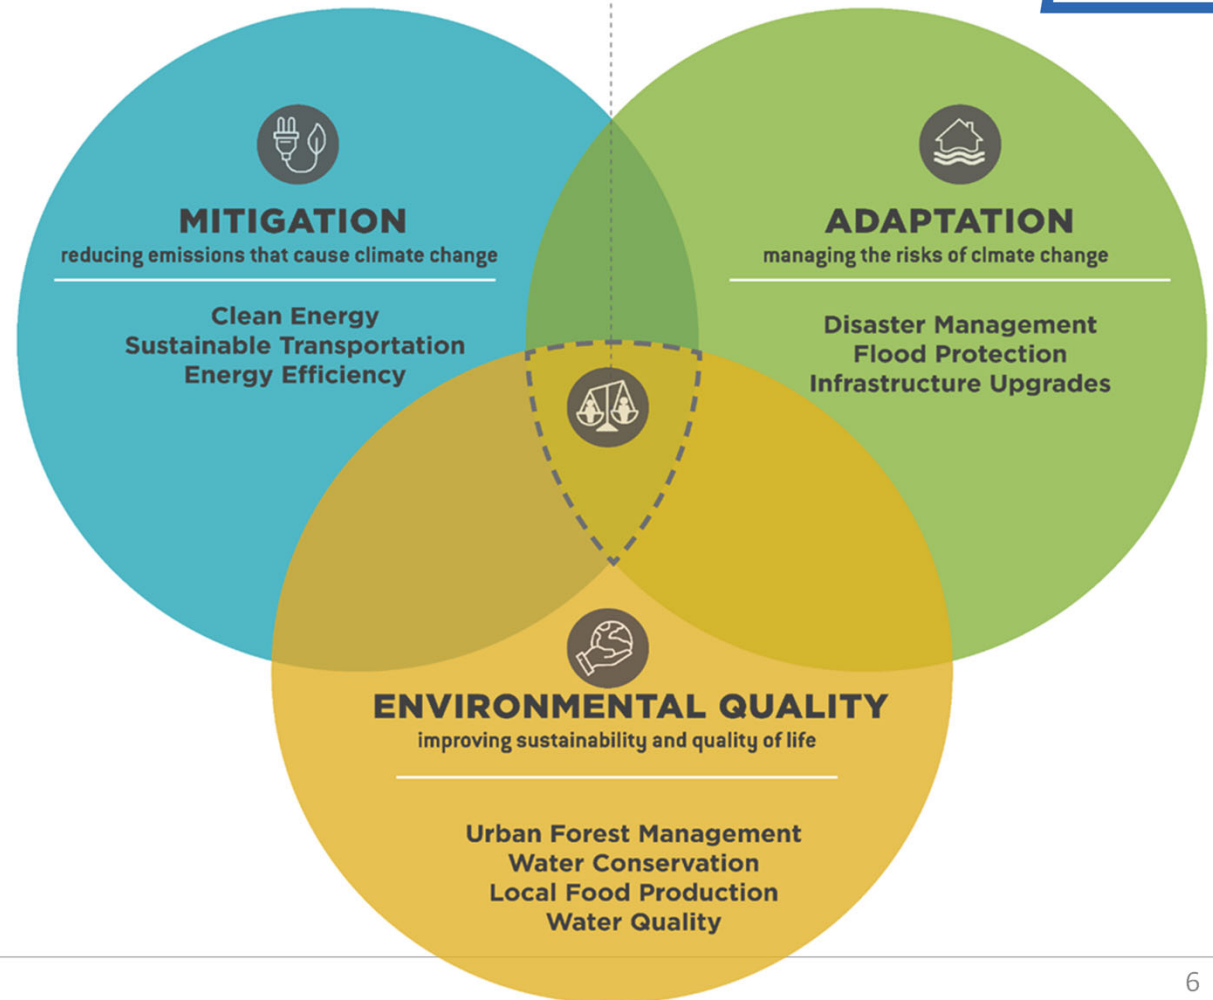 MITIGATION
reducing emissions that cause climate change
Clean Energy
Sustainable Transportation
Energy Efficiency
ADAPTATION
managing the risks of clmate change
Disaster Management
Flood Protection
Infrastructure Upgrades
ENVIRONMENTAL QUALITY
improving sustainability and quality of life
Urban Forest Management
Water Conservation
Local Food Production
Water Quality
6